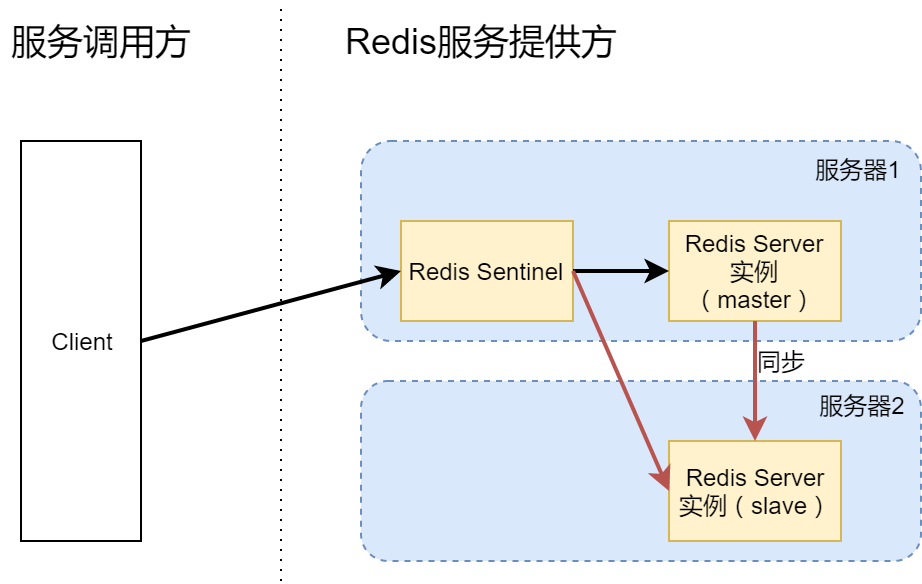 服务调用方
Redis服务提供方
服务器1
Redis Sentinel
Redis Server
实例
（master）
Client
同步
服务器2
Redis Server
实例（slave）